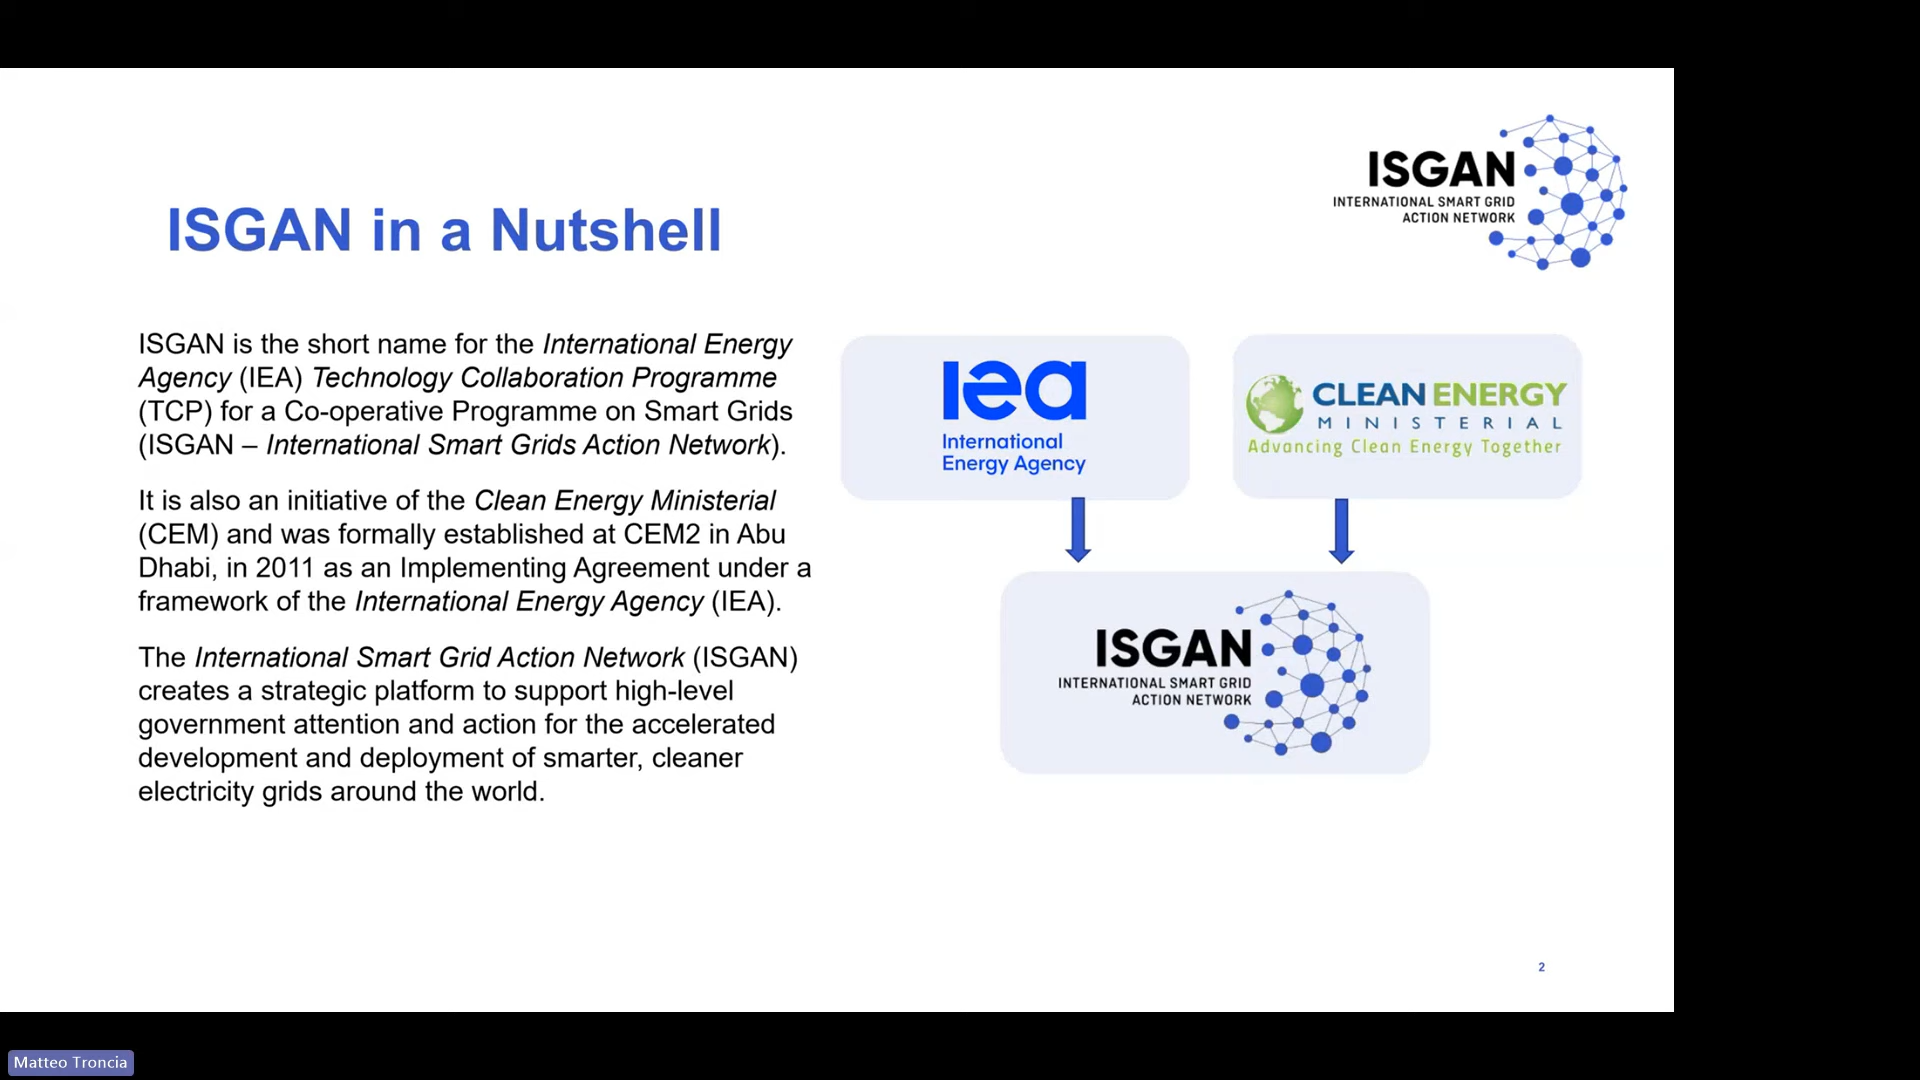 ISGAN
INTERNATIONAL SMART GRID
ACTION NETWORK
ISGAN in a Nutshell
ISGAN is the short name for the International Energy
Agency (IEA) Technology Collaboration Programme
(TCP) for a Co-operative Programme on Smart Grids
(ISGAN – International Smart Grids Action Network).
It is also an initiative of the Clean Energy Ministerial
(CEM) and was formally established at CEM2 in Abu
Dhabi, in 2011 as an Implementing Agreement under a
framework of the International Energy Agency (IEA).
The International Smart Grid Action Network (ISGAN)
creates a strategic platform to support high-level
government attention and action for the accelerated
development and deployment of smarter, cleaner
electricity grids around the world.
iea
International
Energy Agency
CLEAN ENERGY
MINISTERIAL
Advancing Clean Energy Together
ISGAN
INTERNATIONAL SMART GRID
ACTION NETWORK
2
Matteo Troncia